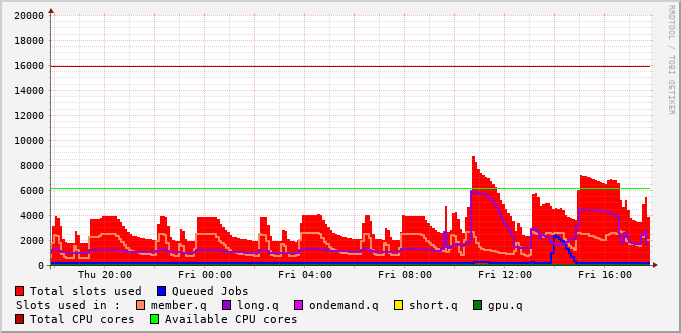 20000
18000
16000
14000
12000
10000
8000
6000
4000
2000
0
Thu 20:00 Fri 00:00 Fri 04:00 Fri 08:00 Fri 12:00 Fri 16:00
RRDTOOL / TOBI OETIKER
Total slots used Queued Jobs
Slots used in : member.q long.q ondemand.q short.q gpu.q
Total CPU cores Available CPU cores